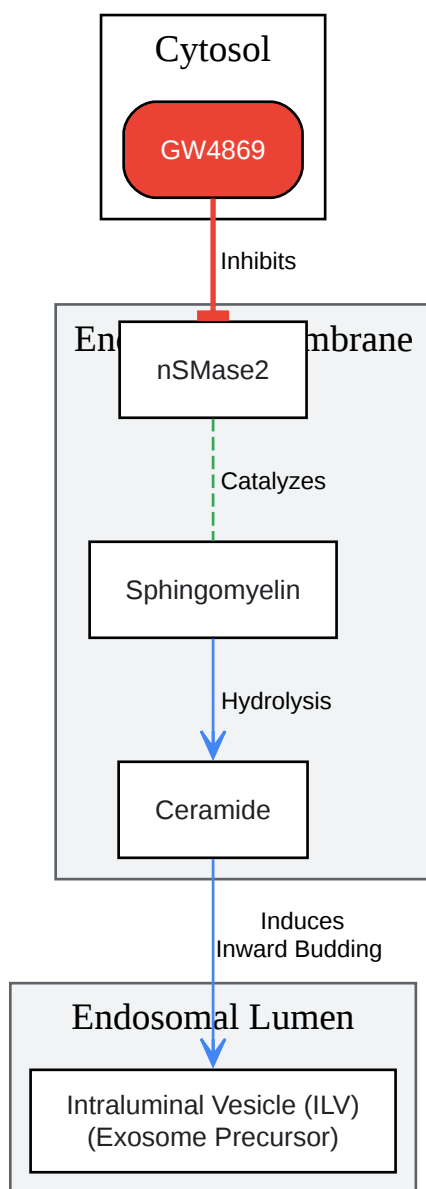 Cytosol
GW4869
Inhibits
nSMase2
Catalyzes
Sphingomyelin
Hydrolysis
Ceramide
Induces
Inward Budding
Endosomal Lumen
Intraluminal Vesicle (ILV)
(Exosome Precursor)